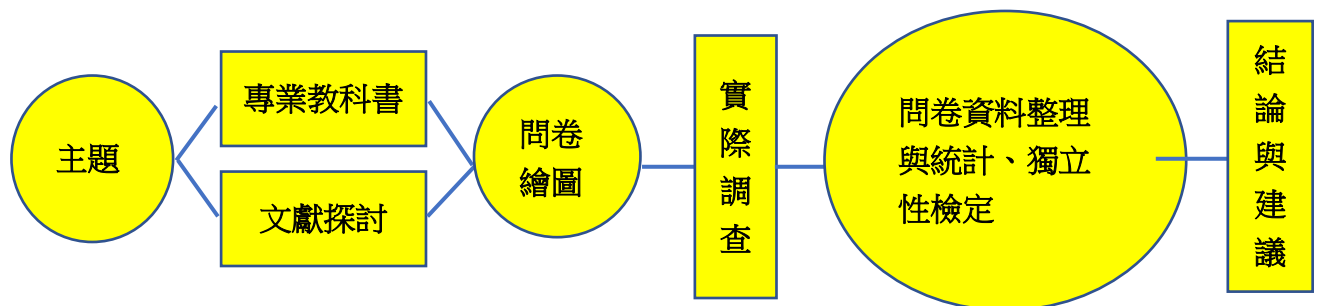 主題
專業教科書
文獻探討
問卷
繪圖
實
際
調
查
問卷資料整理
與統計、獨立
性檢定
結
論
與
建
議